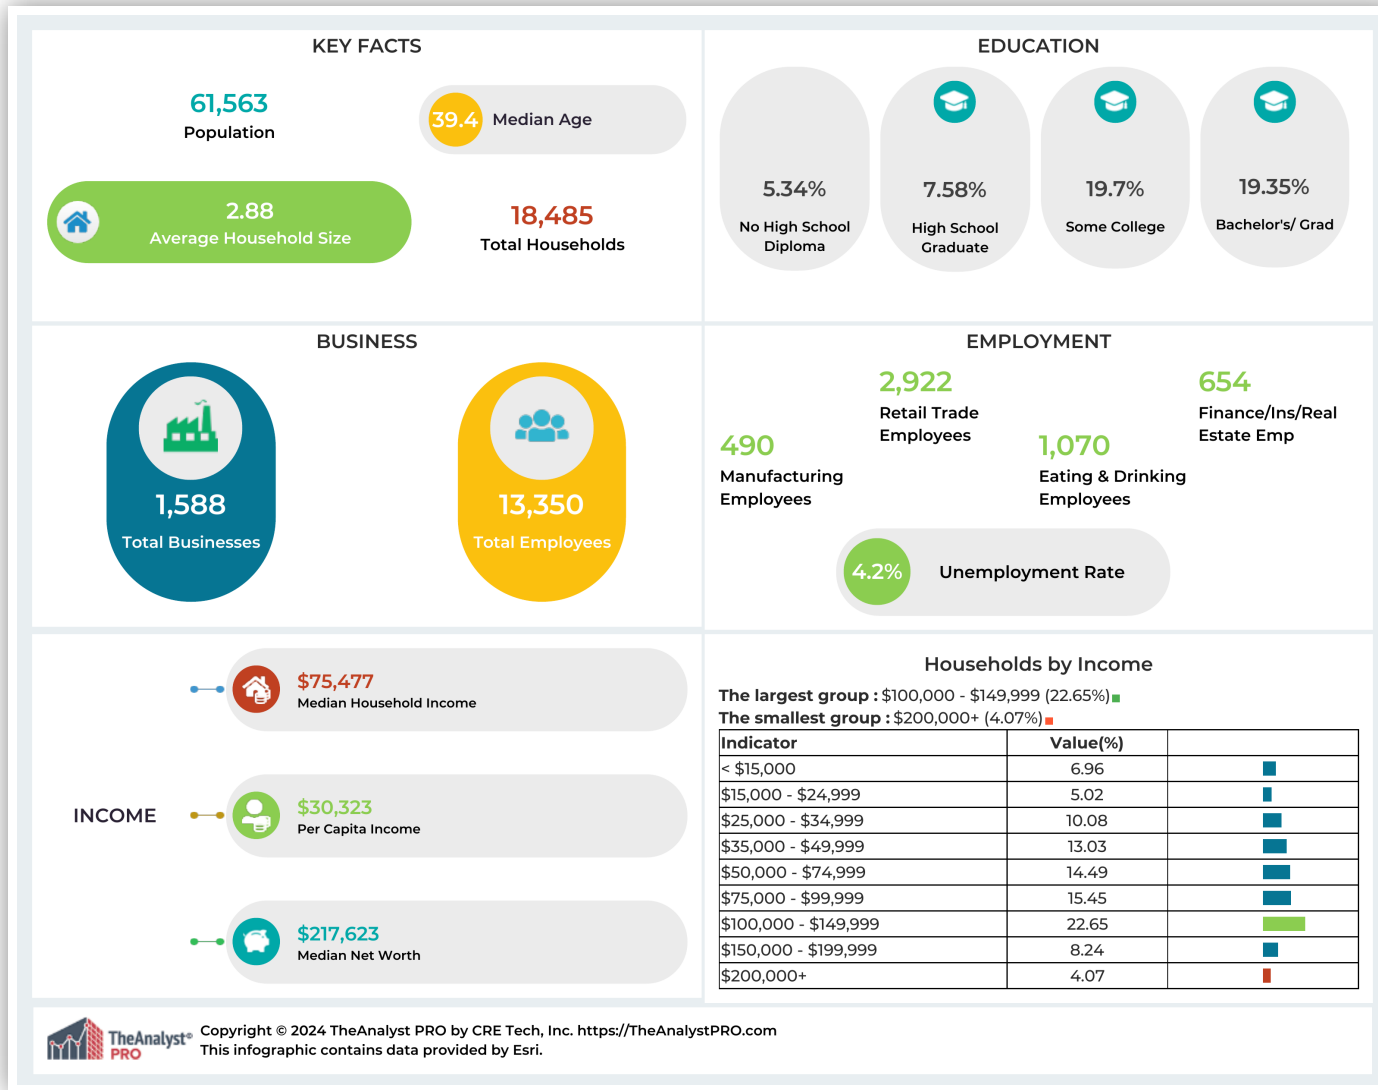 KEY FACTS
61,563
Population
39.4 Median Age
2.88
Average Household Size
18,485
Total Households
EDUCATION
5.34%
No High School
Diploma
7.58%
High School
Graduate
19.7%
Some College
19.35%
Bachelor's/ Grad
BUSINESS
1,588
Total Businesses
13,350
Total Employees
EMPLOYMENT
490
Manufacturing
Employees
2,922
Retail Trade
Employees
1,070
Eating & Drinking
Employees
654
Finance/Ins/Real
Estate Emp
4.2% Unemployment Rate
INCOME
$75,477
Median Household Income
$30,323
Per Capita Income
$217,623
Median Net Worth
Households by Income
The largest group : $100,000 - $149,999 (22.65%)
The smallest group : $200,000+ (4.07%)
Indicator Value(%)
< $15,000 6.96
$15,000 - $24,999 5.02
$25,000 - $34,999 10.08
$35,000 - $49,999 13.03
$50,000 - $74,999 14.49
$75,000 - $99,999 15.45
$100,000 - $149,999 22.65
$150,000 - $199,999 8.24
$200,000+ 4.07
TheAnalyst®
PRO
Copyright © 2024 TheAnalyst PRO by CRE Tech, Inc. https://TheAnalystPRO.com
This infographic contains data provided by Esri.